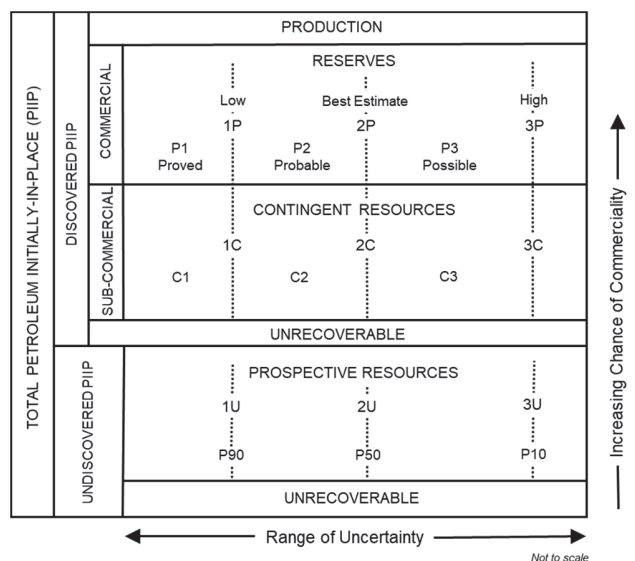 TOTAL PETROLEUM INITIALLY-IN-PLACE (PIIP)
DISCOVERED PIIP
UNDISCOVERED PIIP
COMMERCIAL
SUB-COMMERCIAL
PRODUCTION
RESERVES
Low Best Estimate High
1P 2P 3P
P1 P2 P3
Proved Probable Possible
CONTINGENT RESOURCES
1C 2C 3C
C1 C2 C3
UNRECOVERABLE
PROSPECTIVE RESOURCES
1U 2U 3U
P90 P50 P10
UNRECOVERABLE
Increasing Chance of Commerciality
Range of Uncertainty
Not to scale